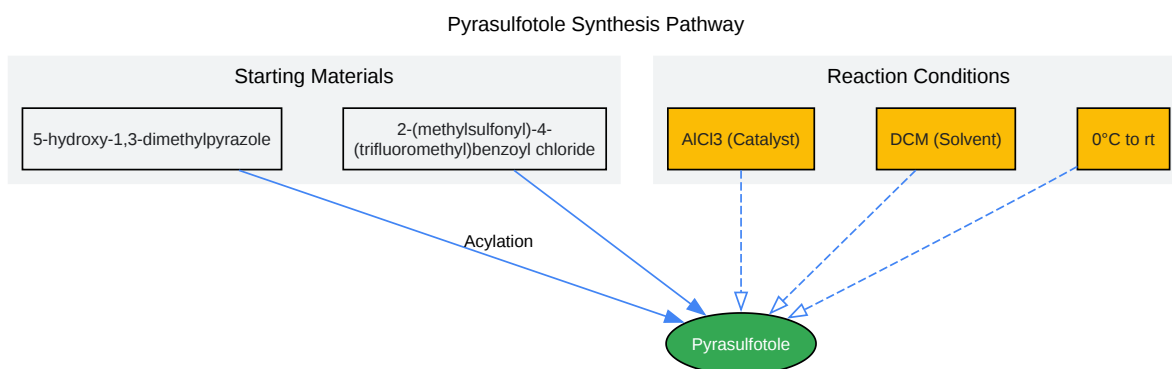 Pyrasulfotole Synthesis Pathway
Starting Materials
Reaction Conditions
5-hydroxy-1,3-dimethylpyrazole
2-(methylsulfonyl)-4-
(trifluoromethyl)benzoyl chloride
AlCl3 (Catalyst)
DCM (Solvent)
0°C to rt
Acylation
Pyrasulfotole